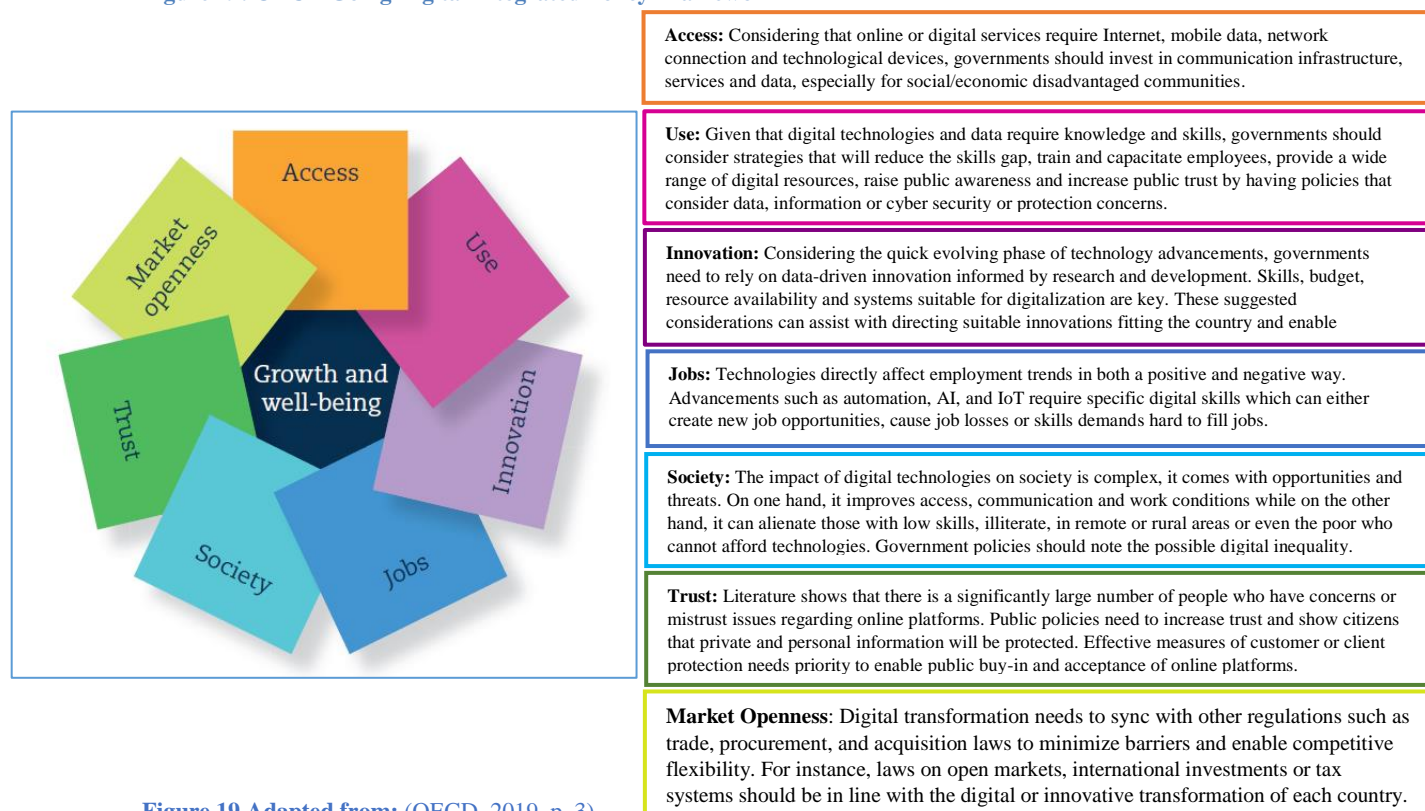 Access
Use
Innovation
Jobs
Society
Trust
Market
openness
Growth and
well-being
Access: Considering that online or digital services require Internet, mobile data, network
connection and technological devices, governments should invest in communication infrastructure,
services and data, especially for social/economic disadvantaged communities.
Use: Given that digital technologies and data require knowledge and skills, governments should
consider strategies that will reduce the skills gap, train and capacitate employees, provide a wide
range of digital resources, raise public awareness and increase public trust by having policies that
consider data, information or cyber security or protection concerns.
Innovation: Considering the quick evolving phase of technology advancements, governments
need to rely on data-driven innovation informed by research and development. Skills, budget,
resource availability and systems suitable for digitalization are key. These suggested
considerations can assist with directing suitable innovations fitting the country and enable
Jobs: Technologies directly affect employment trends in both a positive and negative way.
Advancements such as automation, AI, and IoT require specific digital skills which can either
create new job opportunities, cause job losses or skills demands hard to fill jobs.
Society: The impact of digital technologies on society is complex, it comes with opportunities and
threats. On one hand, it improves access, communication and work conditions while on the other
hand, it can alienate those with low skills, illiterate, in remote or rural areas or even the poor who
cannot afford technologies. Government policies should note the possible digital inequality.
Trust: Literature shows that there is a significantly large number of people who have concerns or
mistrust issues regarding online platforms. Public policies need to increase trust and show citizens
that private and personal information will be protected. Effective measures of customer or client
protection needs priority to enable public buy-in and acceptance of online platforms.
Market Openness: Digital transformation needs to sync with other regulations such as
trade, procurement, and acquisition laws to minimize barriers and enable competitive
flexibility. For instance, laws on open markets, international investments or tax
systems should be in line with the digital or innovative transformation of each country.
Figure 19 Adapted from: (OECD, 2019, p. 3)